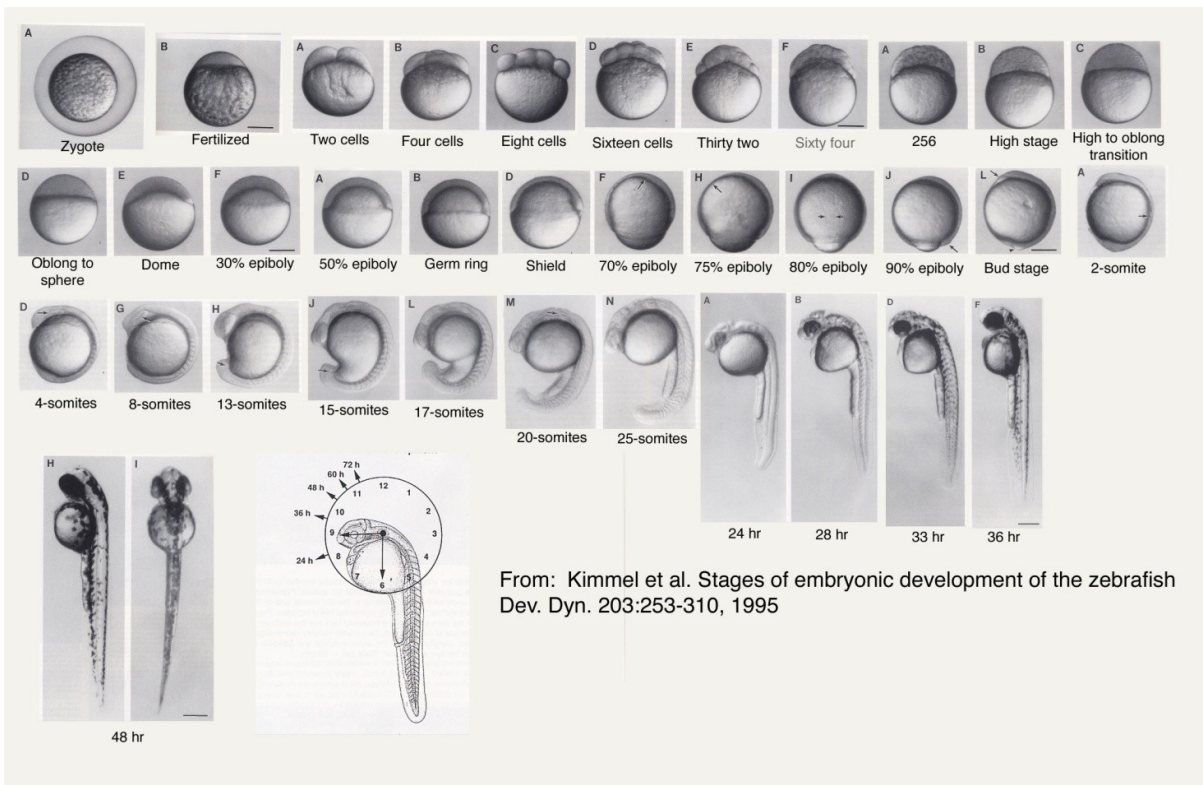 A B A B C D E F A B C
Zygote Fertilized Two cells Four cells Eight cells Sixteen cells Thirty two Sixty four 256 High stage High to oblong
transition
D E F A B D F H I J L A
Oblong to Dome 30% epiboly 50% epiboly Germ ring Shield 70% epiboly 75% epiboly 80% epiboly 90% epiboly Bud stage 2-somite
sphere
D G H J L M N A B D F
4-somites 8-somites 13-somites 15-somites 17-somites
20-somites 25-somites
24 hr 28 hr 33 hr 36 hr
H I
72 h
60 h
48 h
36 h
24 h
12
11 1
10 2
9 3
8 4
7 5
6
From: Kimmel et al. Stages of embryonic development of the zebrafish
Dev. Dyn. 203:253-310, 1995
48 hr